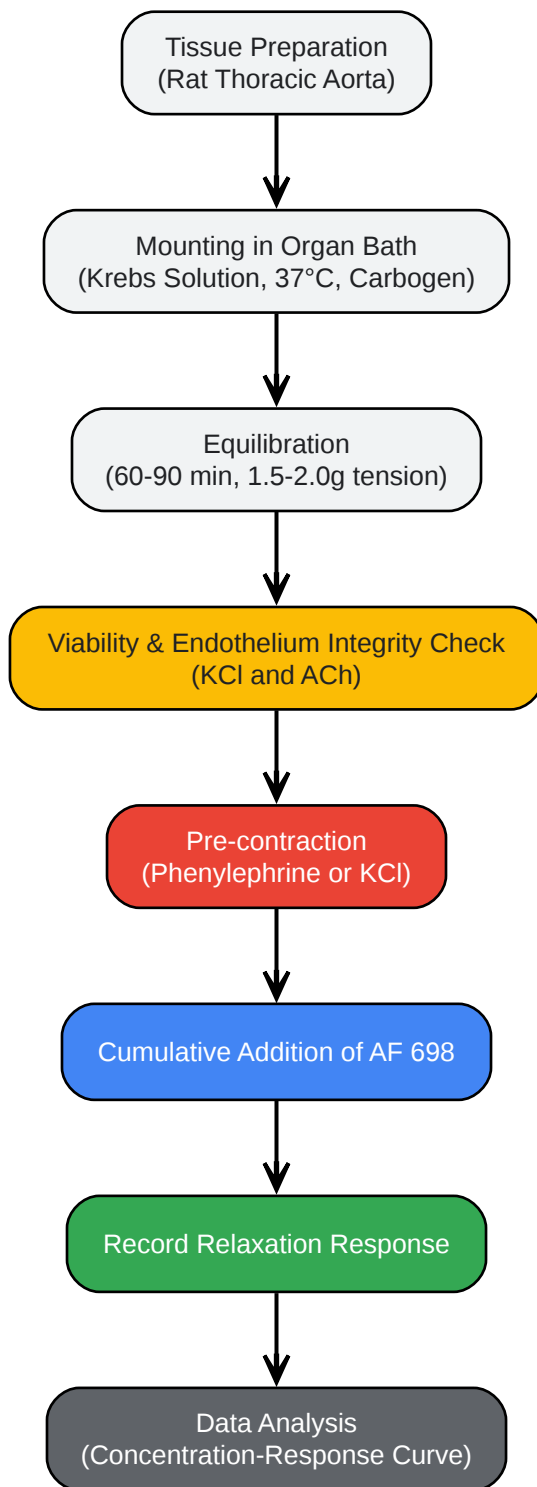 Tissue Preparation
(Rat Thoracic Aorta)
Mounting in Organ Bath
(Krebs Solution, 37°C, Carbogen)
Equilibration
(60-90 min, 1.5-2.0g tension)
Viability & Endothelium Integrity Check
(KCl and ACh)
Pre-contraction
(Phenylephrine or KCl)
Cumulative Addition of AF 698
Record Relaxation Response
Data Analysis
(Concentration-Response Curve)